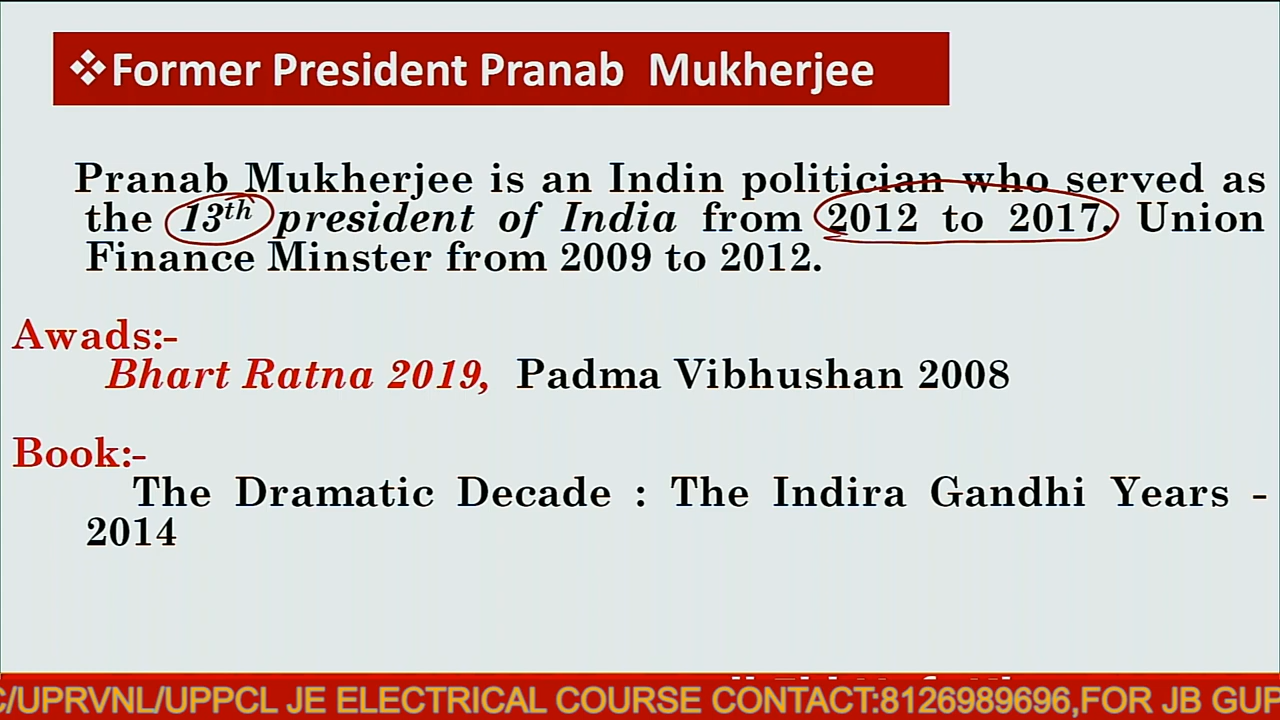 ❖Former President Pranab Mukherjee
Pranab Mukherjee is an Indin politician who served as
the 13th president of India from 2012 to 2017. Union
Finance Minster from 2009 to 2012.
Awads:-
Bhart Ratna 2019, Padma Vibhushan 2008
Book:-
The Dramatic Decade : The Indira Gandhi Years -
2014
C/UPRVNL/UPPCL JE ELECTRICAL COURSE CONTACT:8126989696,FOR JB GUP